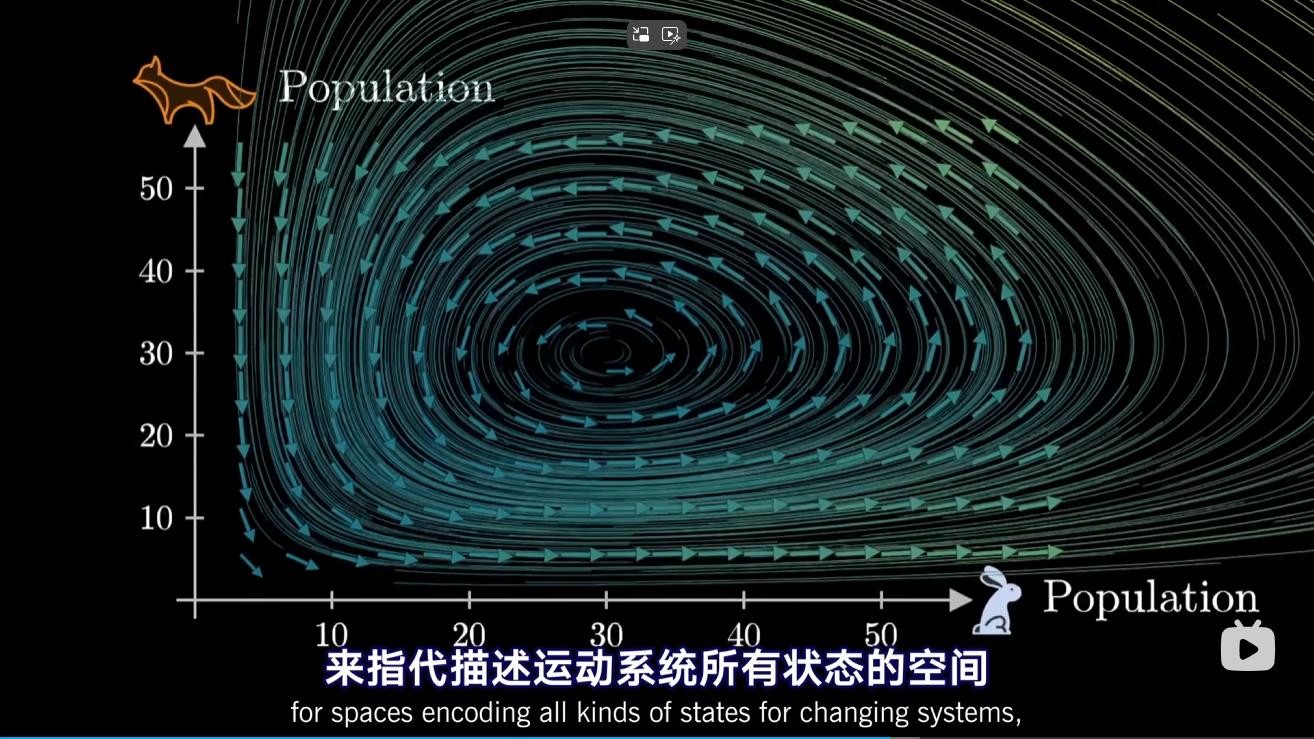 Population
50
40
30
20
10
10 20 30 40 50
Population
来指代描述运动系统所有状态的空间
for spaces encoding all kinds of states for changing systems,